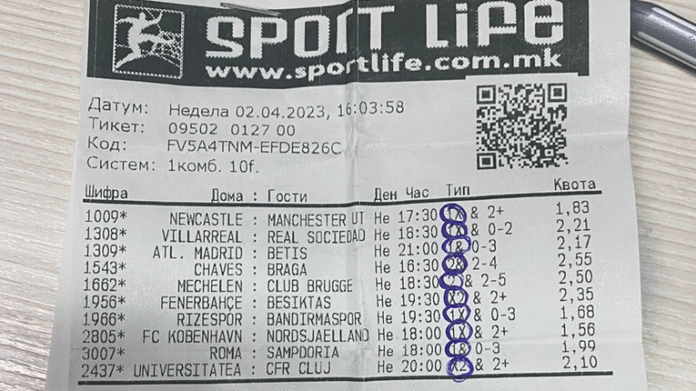 SPORT LIFE
www.sportlife.com.mk
Датум: Недела 02.04.2023, 16:03:58
Тикет: 09502 0127 00
Код: FV5A4TNM-EFDE826C
Систем: 1комб. 10f.
Шифра Дома : Гости Ден Час Тип Квота
1009* NEWCASTLE : MANCHESTER UT Не 17:30 1X & 2+ 1,83
1308* VILLARREAL : REAL SOCIEDAD Не 18:30 1X & 0-2 2,21
1309* ATL. MADRID : BETIS Не 21:00 1& 0-3 2,17
1543* CHAVES : BRAGA Не 16:30 2& 2-4 2,55
1662* MECHELEN : CLUB BRUGGE Не 18:30 2& 2-5 2,50
1956* FENERBAHÇE : BESIKTAS Не 19:30 X2 & 2+ 2,35
1966* RIZESPOR : BANDIRMASPOR Не 19:30 1X & 0-3 1,68
2805* FC KOBENHAVN : NORDSJAELLAND Не 18:00 1X & 2+ 1,56
3007* ROMA : SAMPDORIA Не 18:00 1& 0-3 1,99
2437* UNIVERSITATEA : CFR CLUJ Не 20:00 X2 & 2+ 2,10